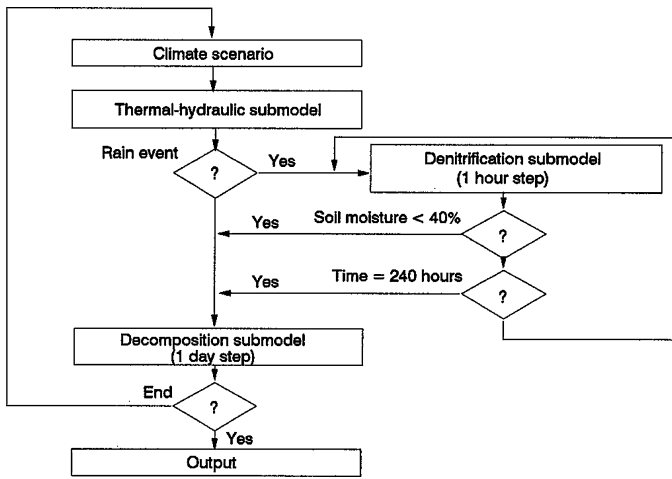 Climate scenario
Thermal-hydraulic submodel
Rain event
?
Yes
Denitrification submodel
(1 hour step)
Yes
Soil moisture < 40%
?
Yes
Time = 240 hours
?
Decomposition submodel
(1 day step)
End
?
Yes
Output